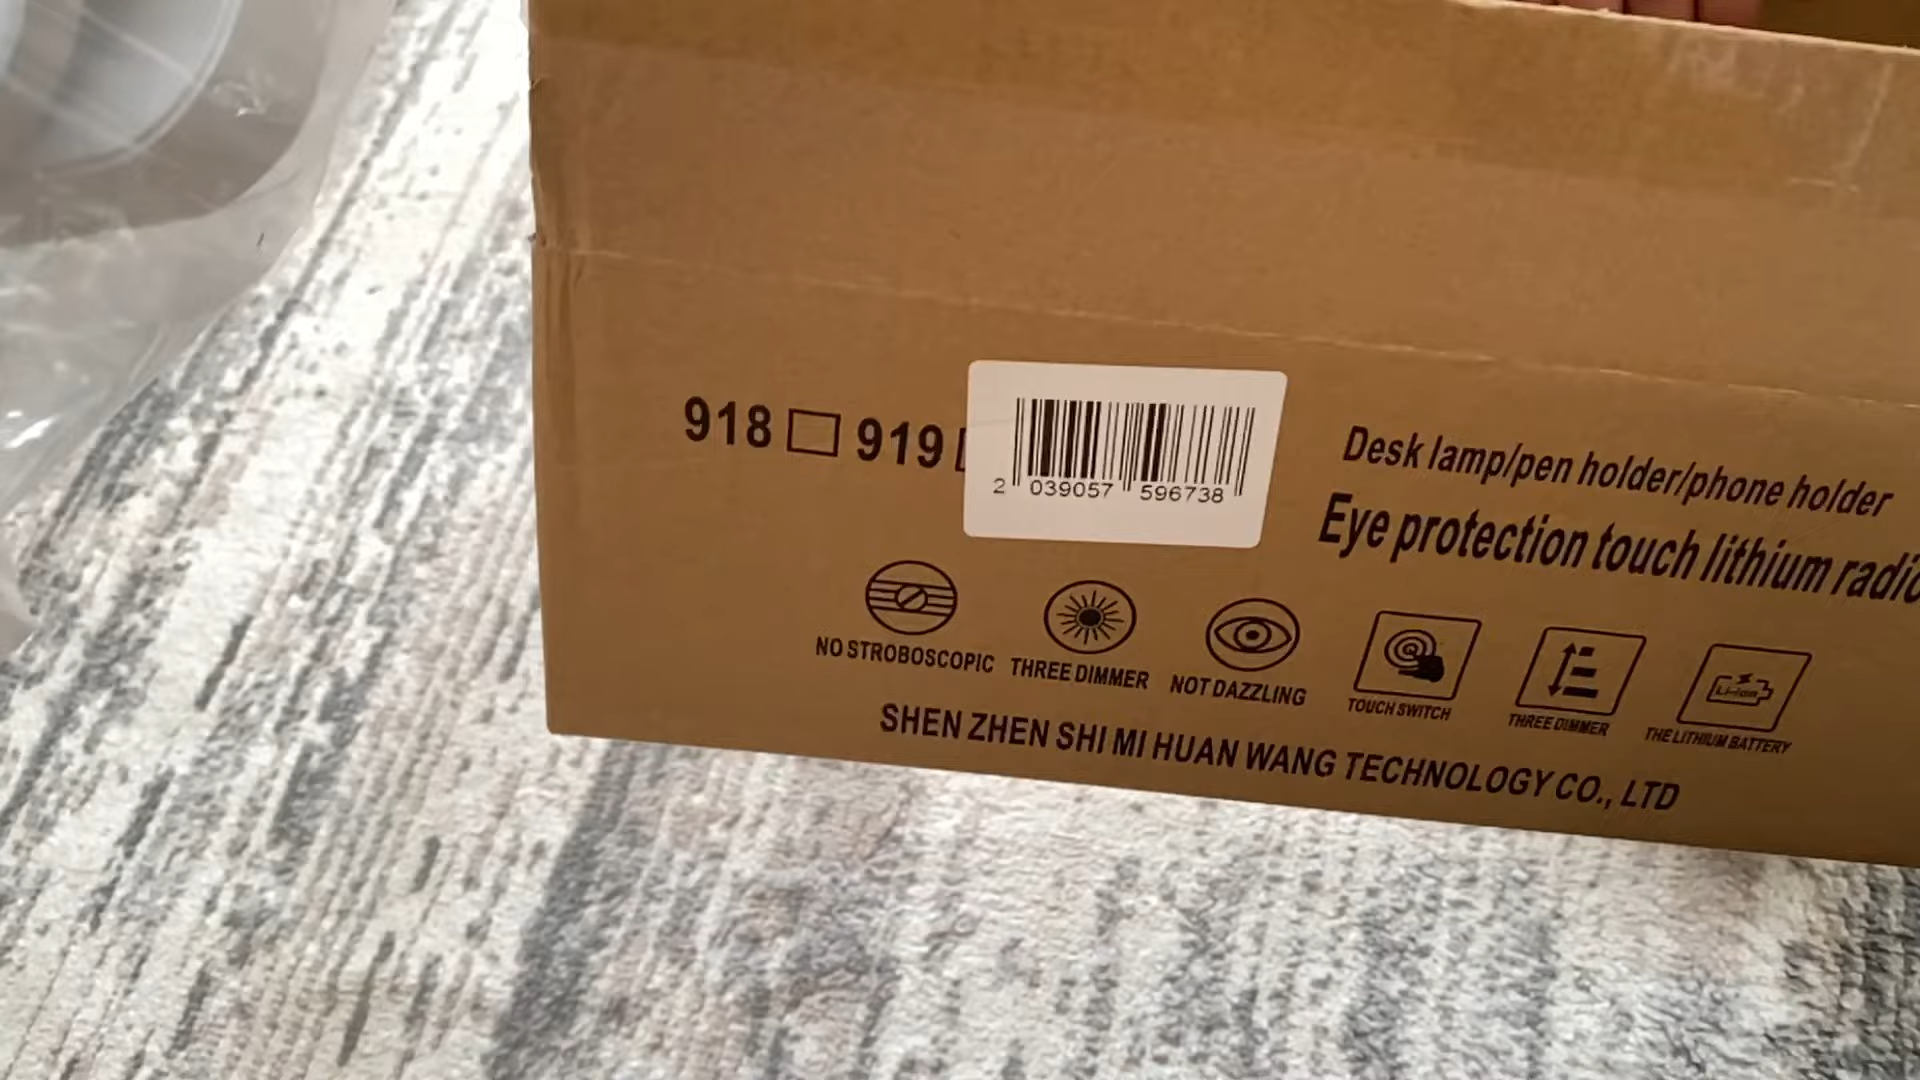 918 919
2 039057 596738
Desk lamp/pen holder/phone holder
Eye protection touch lithium radio
NO STROBOSCOPIC THREE DIMMER NOT DAZZLING TOUCH SWITCH THREE DIMMER THE LITHIUM BATTERY
Li-ion
SHEN ZHEN SHI MI HUAN WANG TECHNOLOGY CO., LTD